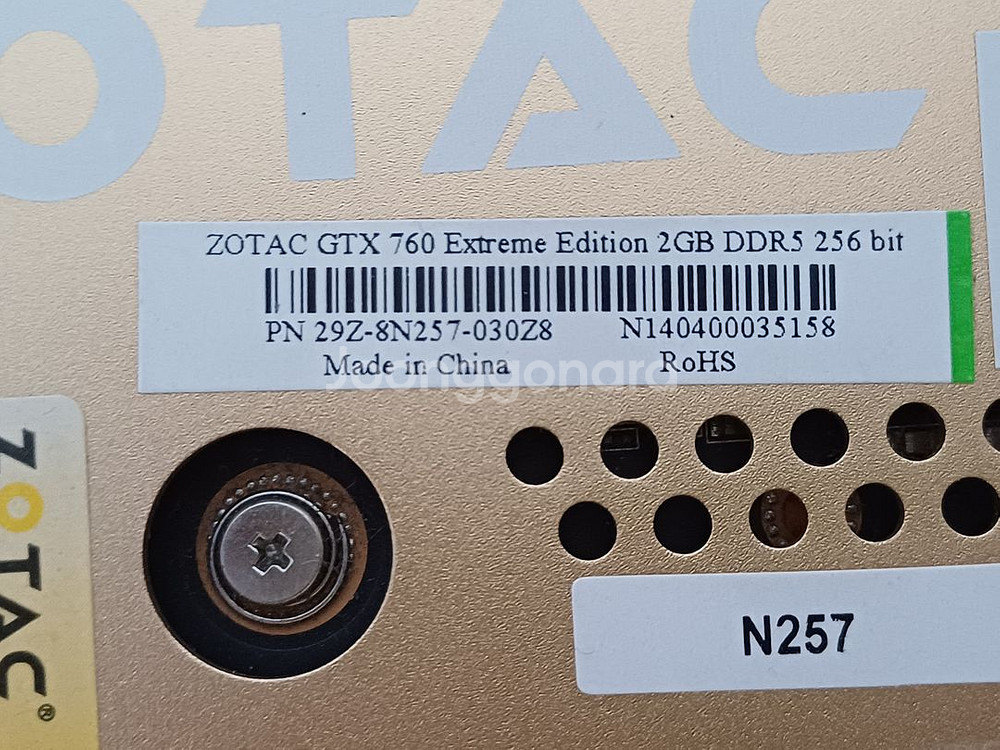 ZOTAC
ZOTAC GTX 760 Extreme Edition 2GB DDR5 256 bit
PN 29Z-8N257-030Z8 N140400035158
Made in China RoHS
Joonggonara
ZOTAC®
N257